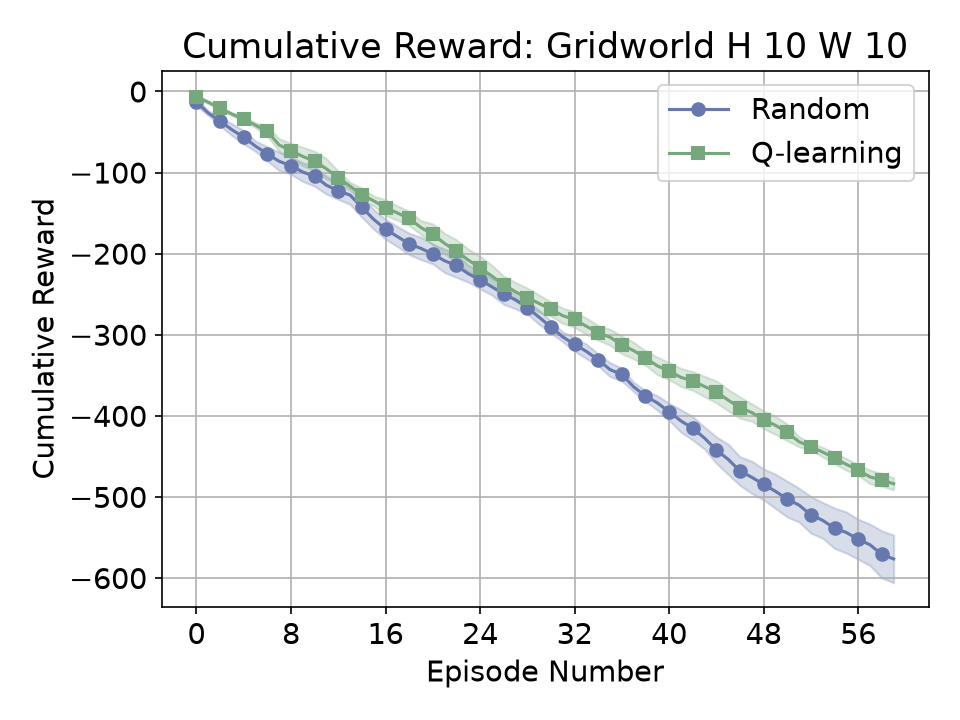 Cumulative Reward: Gridworld H 10 W 10
Random
Q-learning
Cumulative Reward
0
−100
−200
−300
−400
−500
−600
0 8 16 24 32 40 48 56
Episode Number